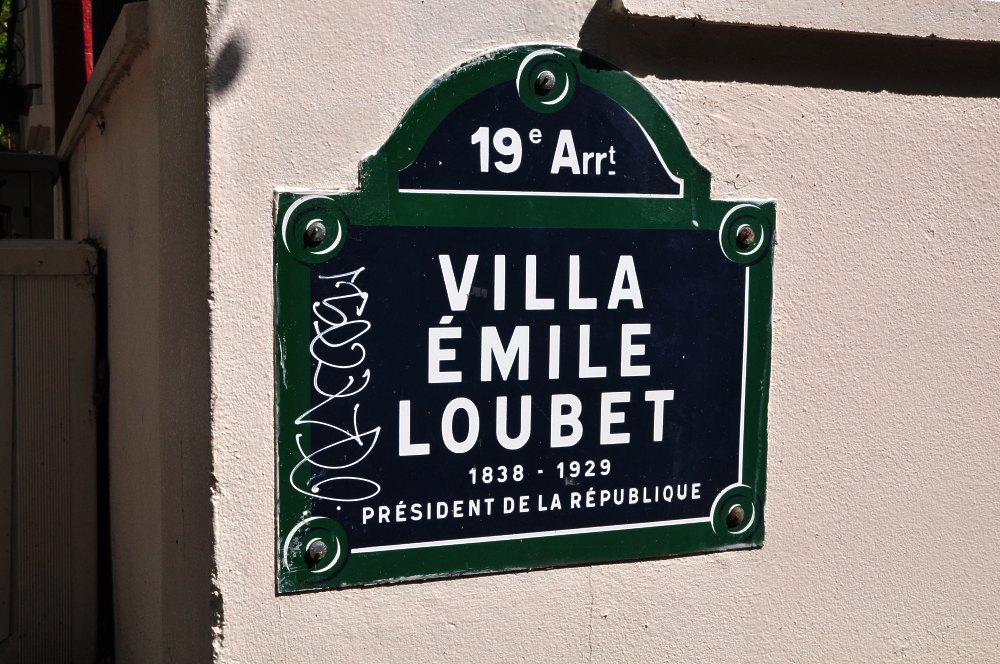 19e Arrt
VILLA
ÉMILE
LOUBET
1838 - 1929
PRÉSIDENT DE LA RÉPUBLIQUE